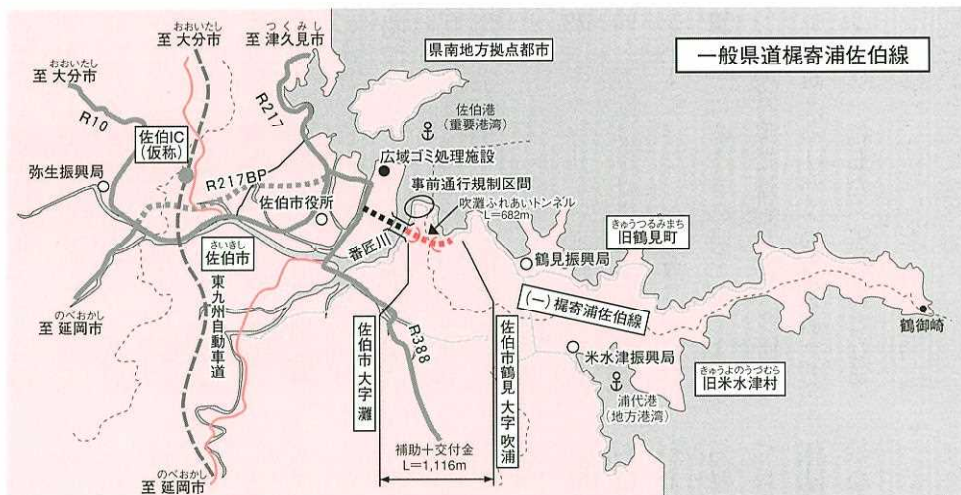 一般県道梶寄浦佐伯線
おおいたし
至 大分市
つくみし
至 津久見市
県南地方拠点都市
おおいたし
至 大分市
R10
R217
佐伯IC
(仮称)
佐伯港
(重要港湾)
広域ゴミ処理施設
弥生振興局
R217BP
事前通行規制区間
吹灘ふれあいトンネル
L=682m
佐伯市役所
さいきし
佐伯市
番匠川
きゅうつるみまち
旧鶴見町
鶴見振興局
(一)梶寄浦佐伯線
鶴御崎
のべおかし
至 延岡市
東九州自動車道
R388
佐伯市 大字 灘
佐伯市鶴見 大字 吹浦
米水津振興局
きゅうよのうづむら
旧米水津村
浦代港
(地方港湾)
補助+交付金
L=1,116m
のべおかし
至 延岡市